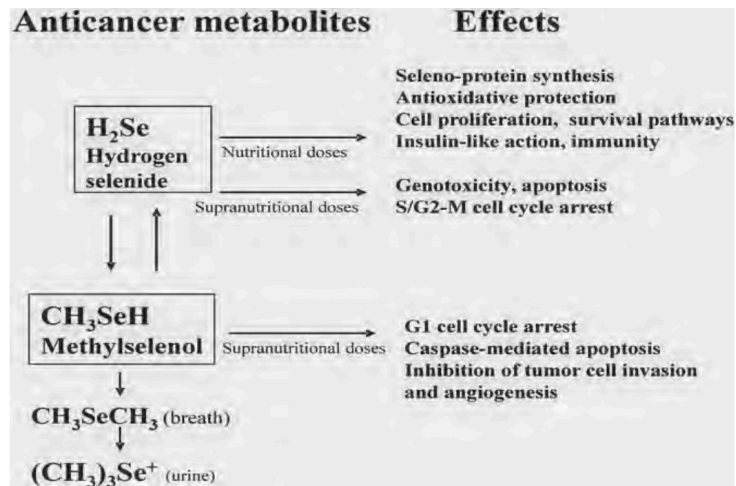 Anticancer metabolites Effects
Seleno-protein synthesis
Antioxidative protection
Cell proliferation, survival pathways
Insulin-like action, immunity
H₂Se
Hydrogen
selenide
Nutritional doses
Genotoxicity, apoptosis
S/G2-M cell cycle arrest
Supranutritional doses
CH₃SeH
Methylselenol
Supranutritional doses
G1 cell cycle arrest
Caspase-mediated apoptosis
Inhibition of tumor cell invasion
and angiogenesis
CH₃SeCH₃ (breath)
(CH₃)₃Se⁺ (urine)